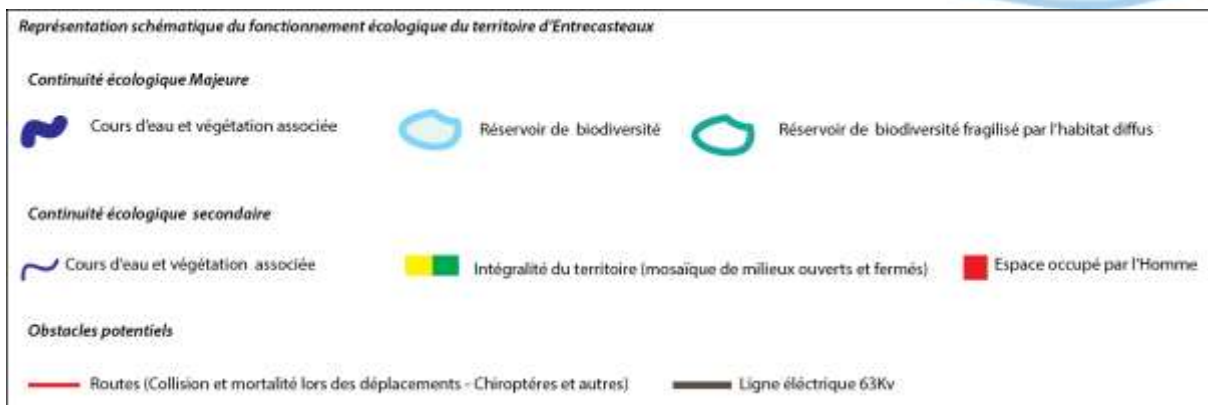 Représentation schématique du fonctionnement écologique du territoire d'Entrecasteaux
Continuité écologique Majeure
Cours d'eau et végétation associée
Réservoir de biodiversité
Réservoir de biodiversité fragilisé par l'habitat diffus
Continuité écologique secondaire
Cours d'eau et végétation associée
Intégralité du territoire (mosaïque de milieux ouverts et fermés)
Espace occupé par l'Homme
Obstacles potentiels
Routes (Collision et mortalité lors des déplacements - Chiroptéres et autres)
Ligne éléctrique 63Kv